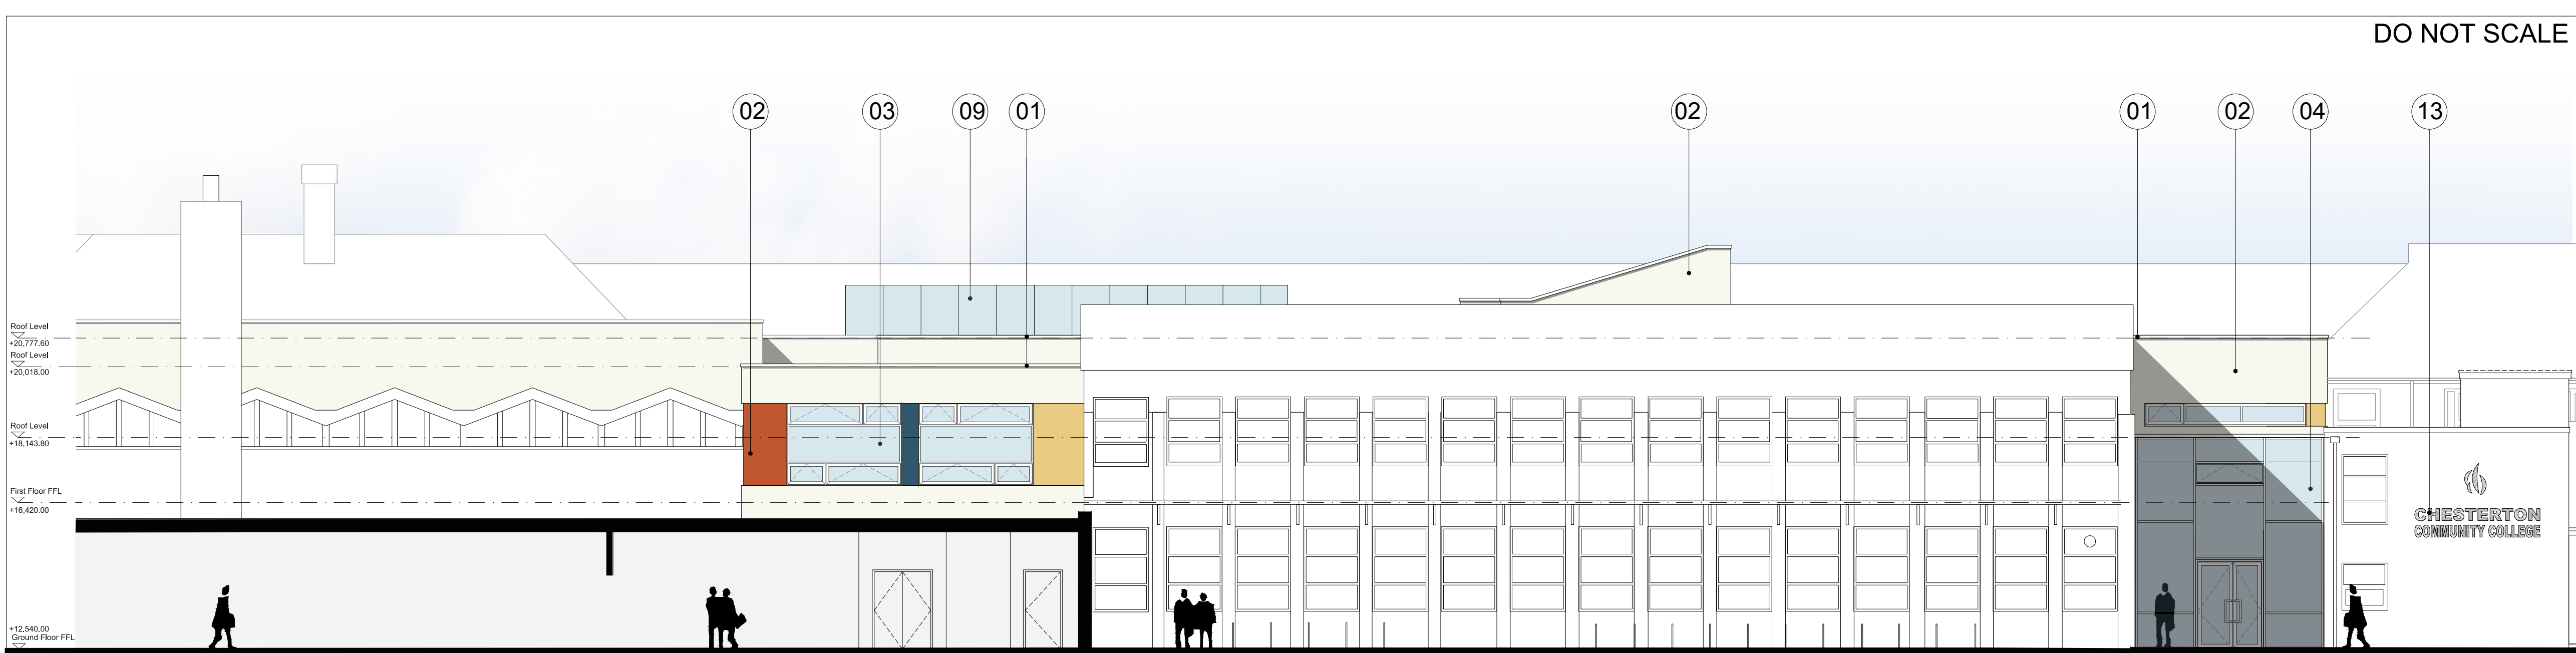 DO NOT SCALE
02
03
09
01
02
01
02
04
13
Roof Level
+20,777.60
Roof Level
+20,018,00
Roof Level
+18,143.80
First Floor FFL
+16,420.00
CHESTERTON
COMMUNITY COLLEGE
+12,540,00
Ground Floor FFL